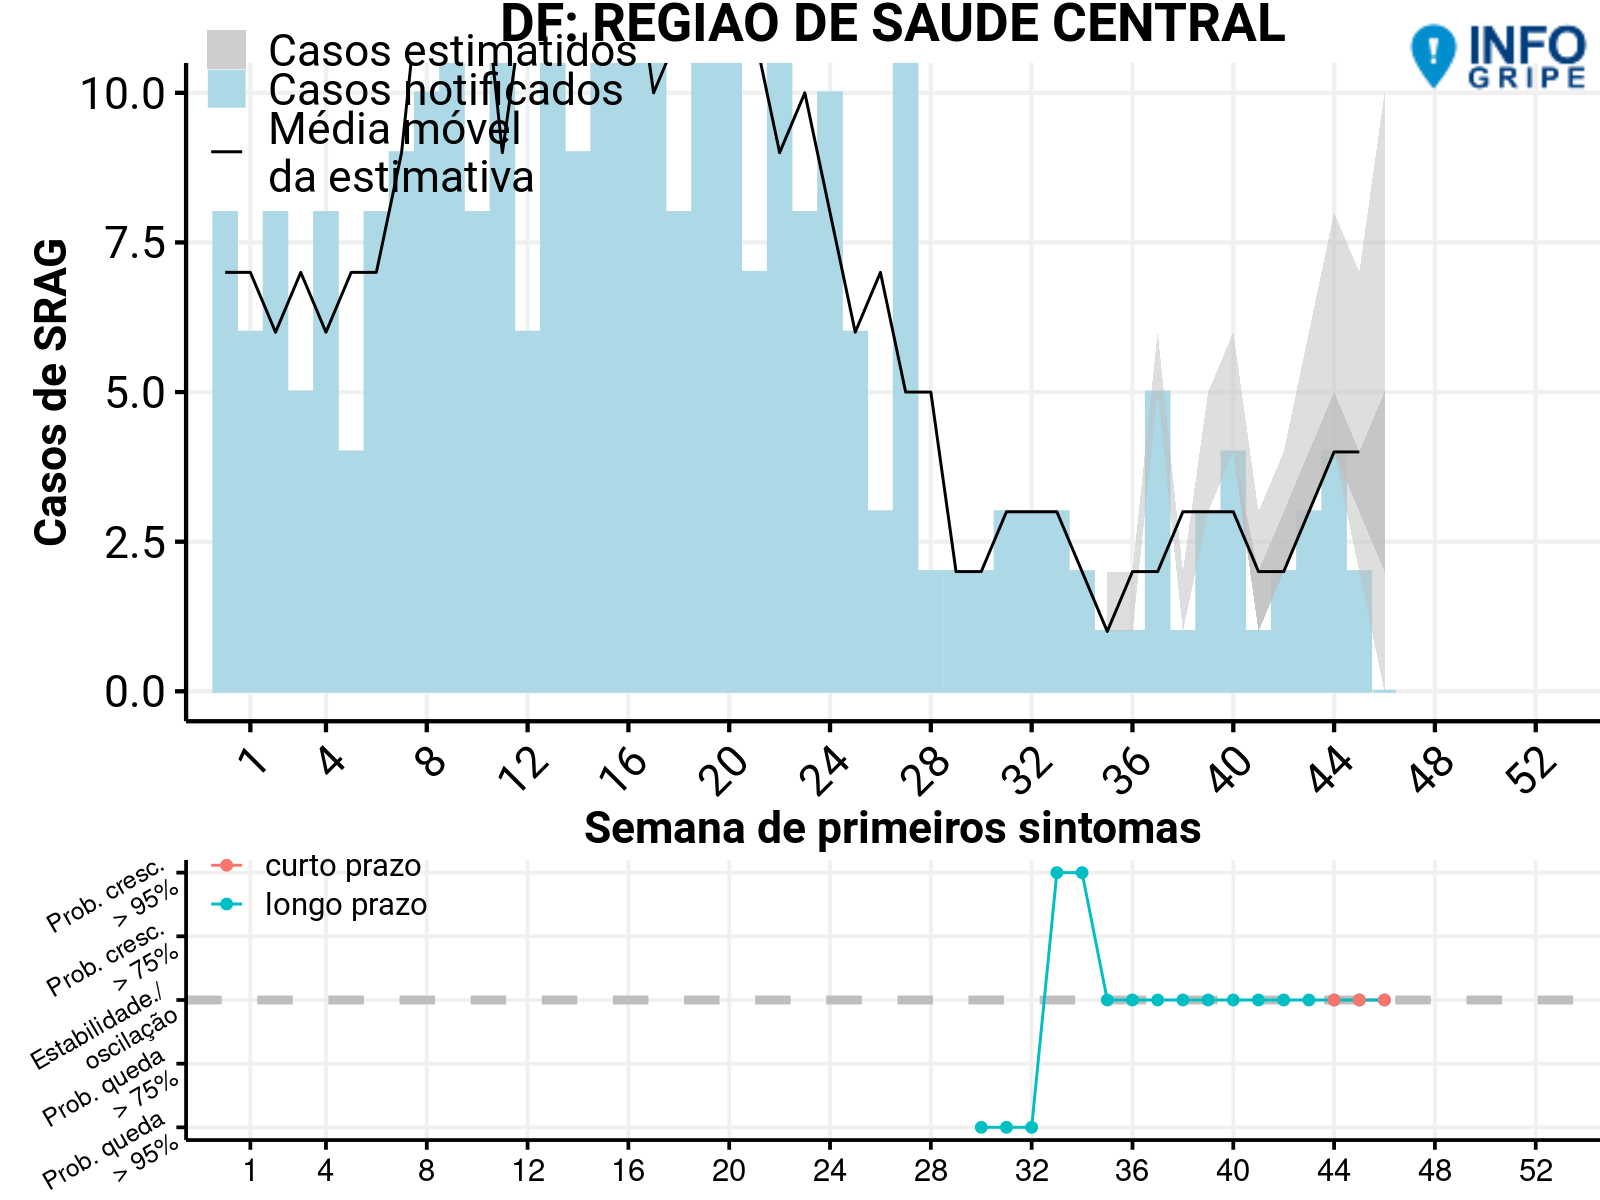 DF: REGIAO DE SAUDE CENTRAL
INFO
GRIPE
Casos estimatidos
Casos notificados
Média móvel
da estimativa
Casos de SRAG
10.0
7.5
5.0
2.5
0.0
1 4 8 12 16 20 24 28 32 36 40 44 48 52
Semana de primeiros sintomas
curto prazo
longo prazo
Prob. cresc.
> 95%
Prob. cresc.
> 75%
Estabilidade./
oscilação
Prob. queda
> 75%
Prob. queda
> 95%
1 4 8 12 16 20 24 28 32 36 40 44 48 52